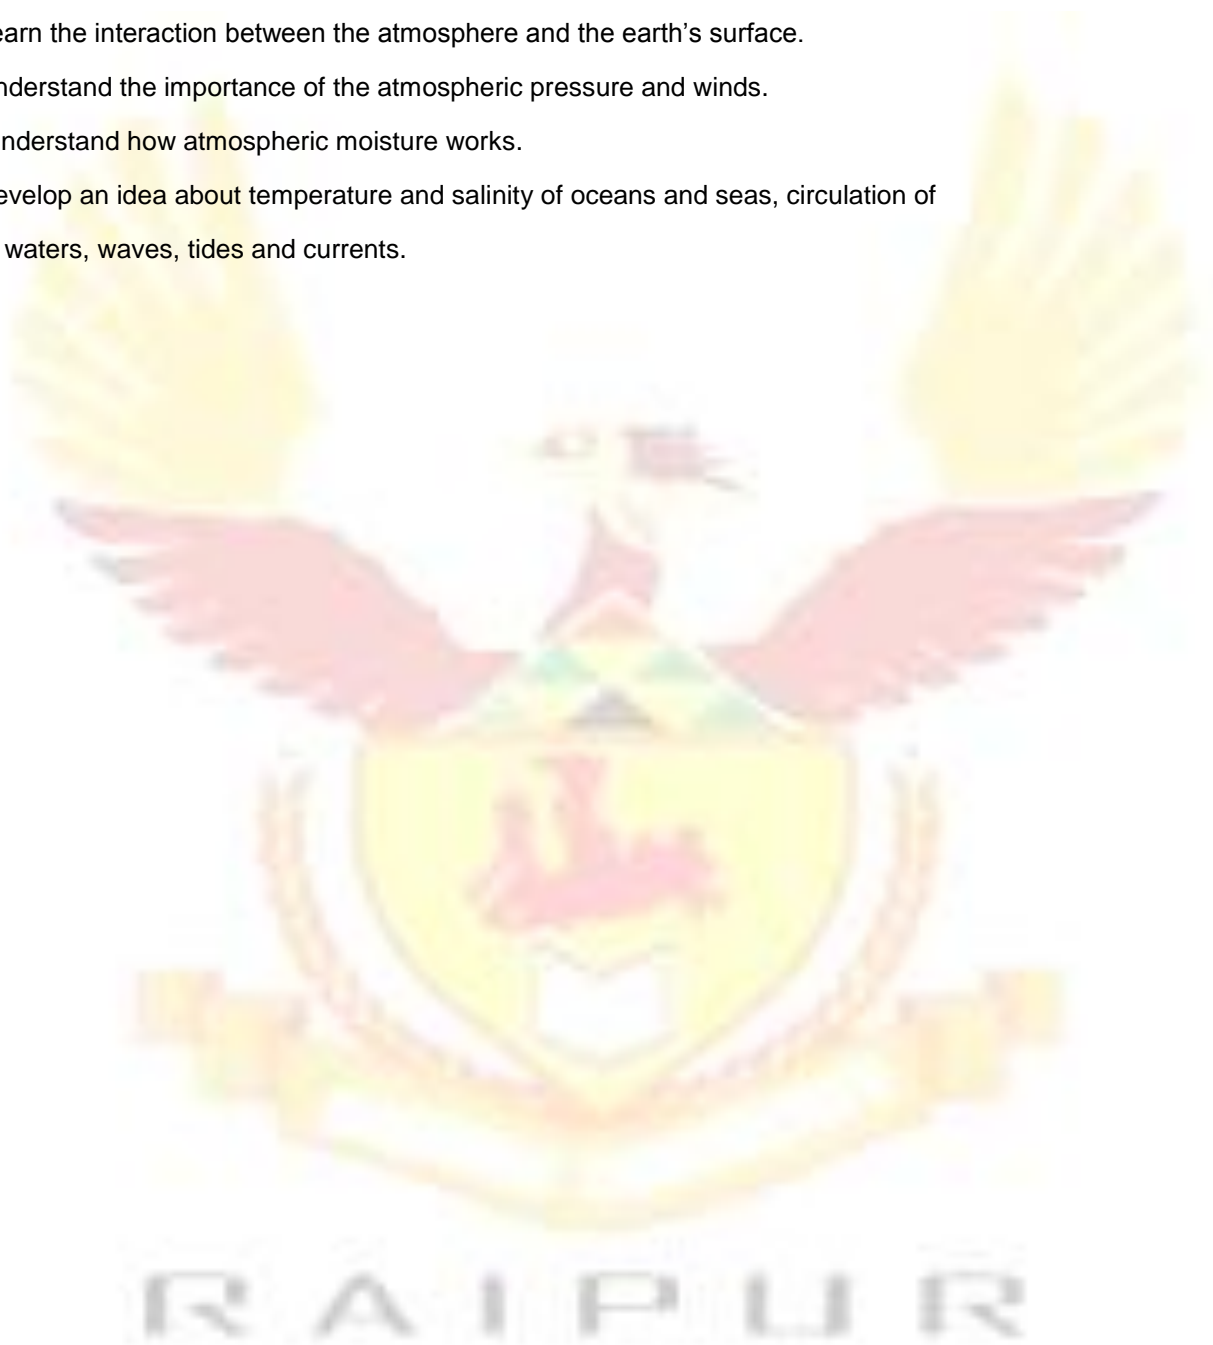 earn the interaction between the atmosphere and the earth’s surface.
nderstand the importance of the atmospheric pressure and winds.
nderstand how atmospheric moisture works.
evelop an idea about temperature and salinity of oceans and seas, circulation of
waters, waves, tides and currents.
RAIPUR